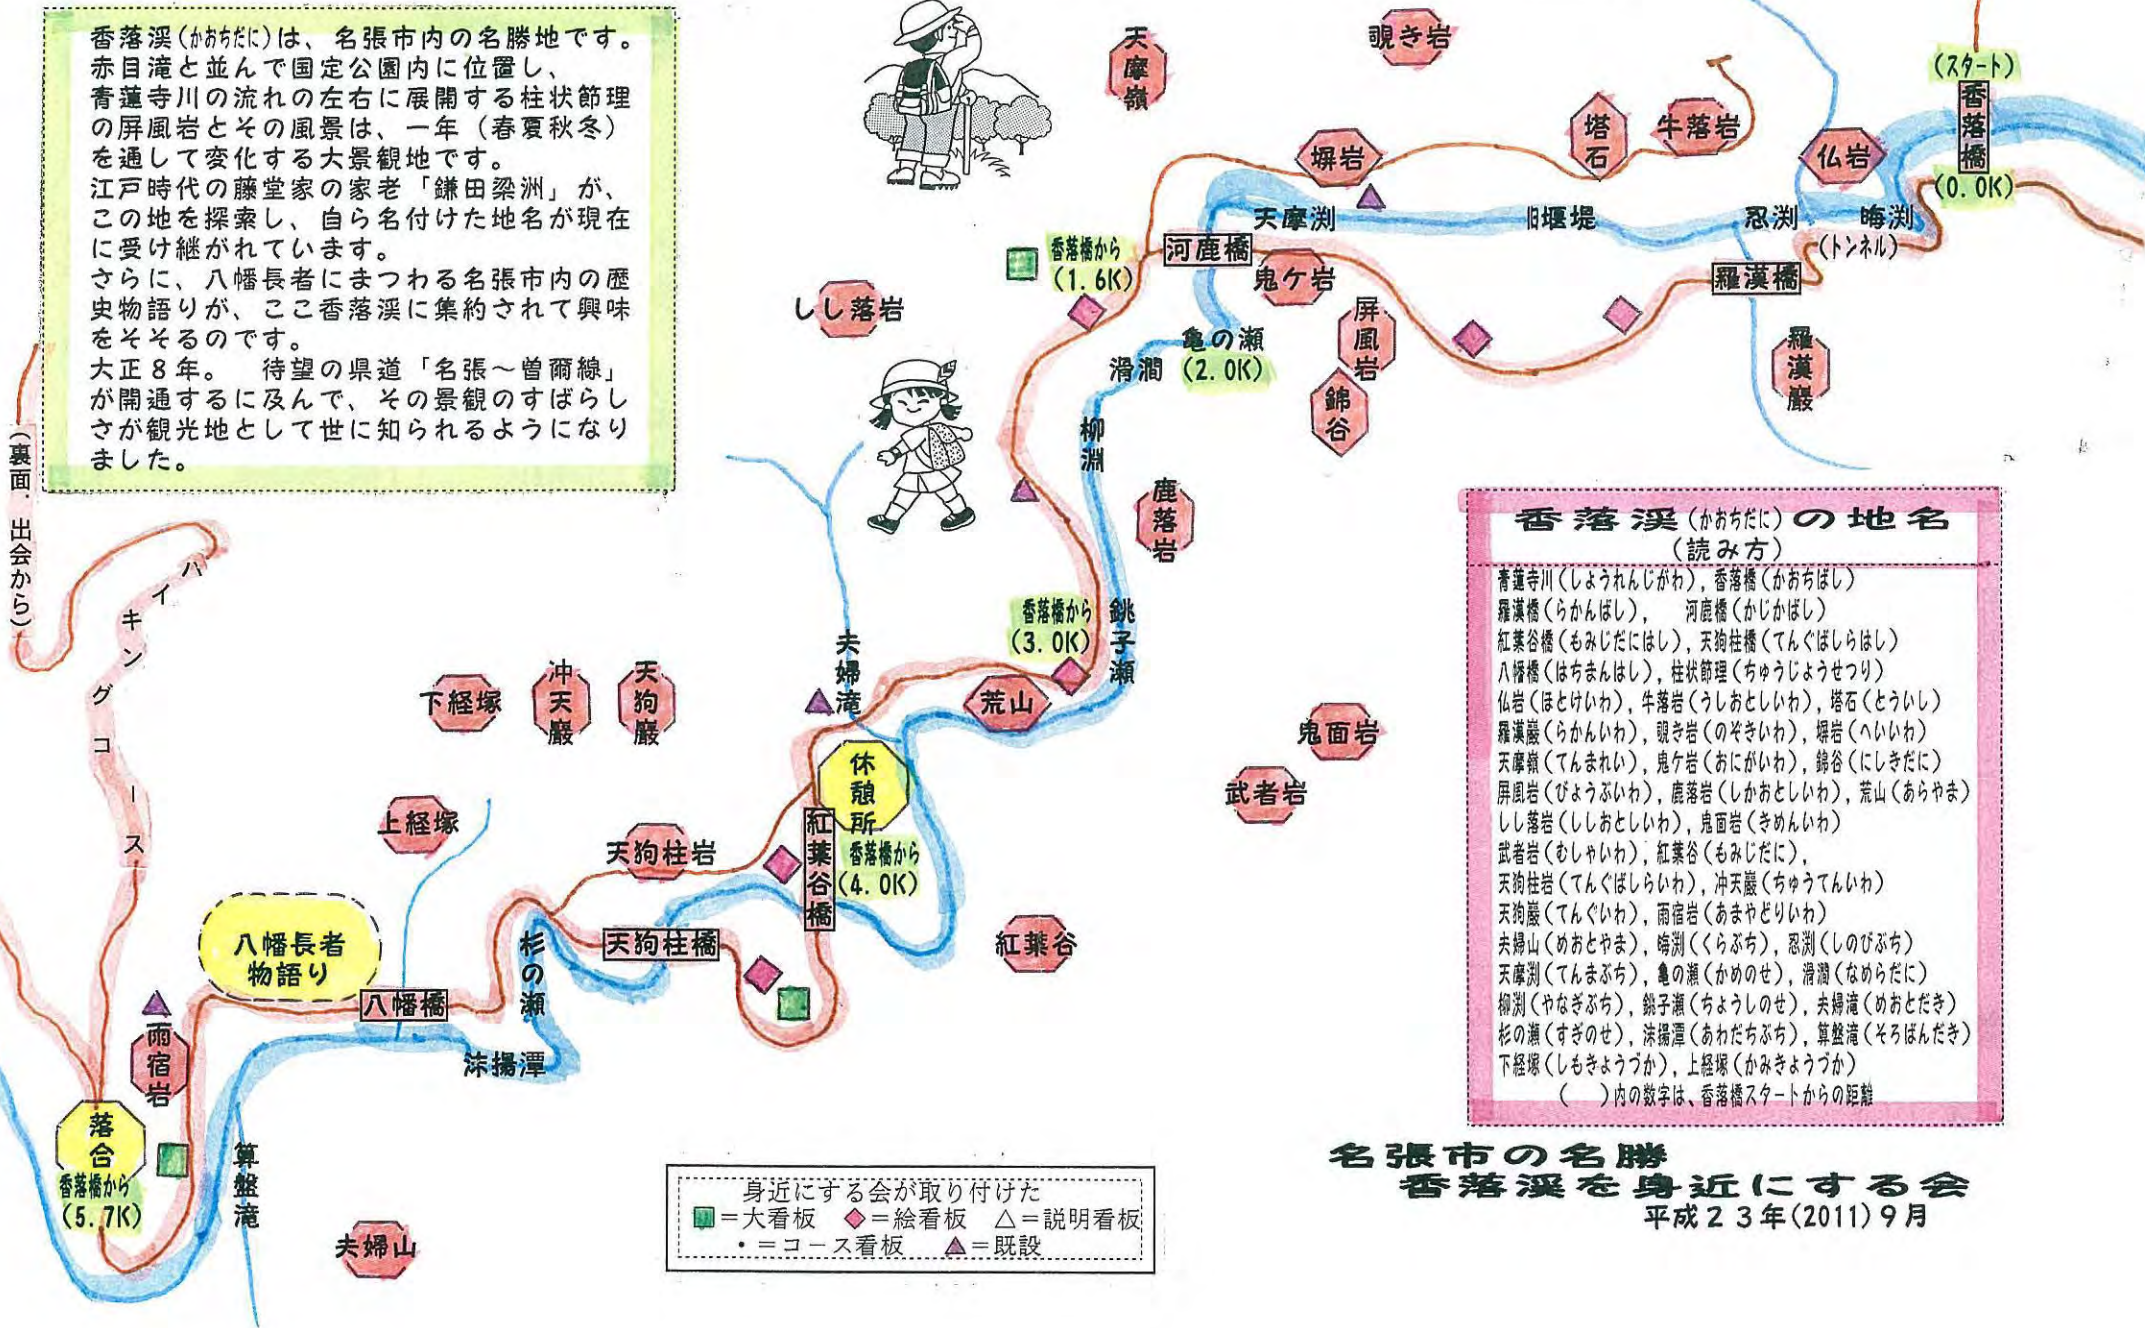 香落渓(かおちだに)は、名張市内の名勝地です。
赤目滝と並んで国定公園内に位置し、
青蓮寺川の流れの左右に展開する柱状節理
の屏風岩とその風景は、一年（春夏秋冬）
を通して変化する大景観地です。
江戸時代の藤堂家の家老「鎌田梁洲」が、
この地を探索し、自ら名付けた地名が現在
に受け継がれています。
さらに、八幡長者にまつわる名張市内の歴
史物語りが、ここ香落渓に集約されて興味
をそそるのです。
大正８年。　待望の県道「名張～曽爾線」
が開通するに及んで、その景観のすばらし
さが観光地として世に知られるようになり
ました。
天摩嶺
覗き岩
(スタート)
香落橋
(0.0K)
塀岩
塔石
牛落岩
仏岩
天摩渕
旧堰堤
忍渕
晦渕
(トンネル)
香落橋から
(1.6K)
河鹿橋
鬼ケ岩
羅漢橋
しし落岩
屏風岩
亀の瀬
(2.0K)
滑澗
錦谷
羅漢巖
柳淵
鹿落岩
(裏面．出会から)
ハイキングコース
香落橋から
(3.0K)
銚子瀬
夫婦滝
荒山
下経塚
沖天巖
天狗巖
鬼面岩
武者岩
休憩所
上経塚
天狗柱岩
紅葉谷橋
香落橋から
(4.0K)
八幡長者
物語り
杉の瀬
天狗柱橋
紅葉谷
八幡橋
雨宿岩
沫揚潭
落合
香落橋から
(5.7K)
算盤滝
夫婦山
香落渓(かおちだに)の地名
(読み方)
青蓮寺川(しょうれんじがわ),香落橋(かおちばし)
羅漢橋(らかんばし),　河鹿橋(かじかばし)
紅葉谷橋(もみじだにはし),天狗柱橋(てんぐばしらはし)
八幡橋(はちまんはし),柱状節理(ちゅうじょうせつり)
仏岩(ほとけいわ),牛落岩(うしおとしいわ),塔石(とういし)
羅漢巖(らかんいわ),覗き岩(のぞきいわ),塀岩(へいいわ)
天摩嶺(てんまれい),鬼ケ岩(おにがいわ),錦谷(にしきだに)
屏風岩(びょうぶいわ),鹿落岩(しかおとしいわ),荒山(あらやま)
しし落岩(ししおとしいわ),鬼面岩(きめんいわ)
武者岩(むしゃいわ),紅葉谷(もみじだに),
天狗柱岩(てんぐばしらいわ),冲天巖(ちゅうてんいわ)
天狗巖(てんぐいわ),雨宿岩(あまやどりいわ)
夫婦山(めおとやま),晦渕(くらぶち),忍渕(しのびぶち)
天摩渕(てんまぶち),亀の瀬(かめのせ),滑澗(なめらだに)
柳渕(やなぎぶち),銚子瀬(ちょうしのせ),夫婦滝(めおとだき)
杉の瀬(すぎのせ),沫揚潭(あわだちぶち),算盤滝(そろばんだき)
下経塚(しもきょうづか),上経塚(かみきょうづか)
(　)内の数字は、香落橋スタートからの距離
身近にする会が取り付けた
■＝大看板　◆＝絵看板　△＝説明看板
・＝コース看板　▲＝既設
名張市の名勝
香落渓を身近にする会
平成２３年(2011)９月